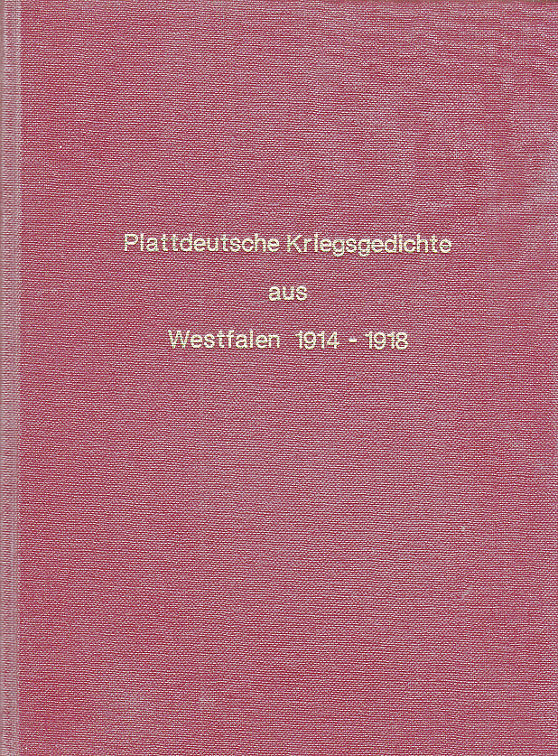 Plattdeutsche Kriegsgedichte
aus
Westfalen 1914 - 1918